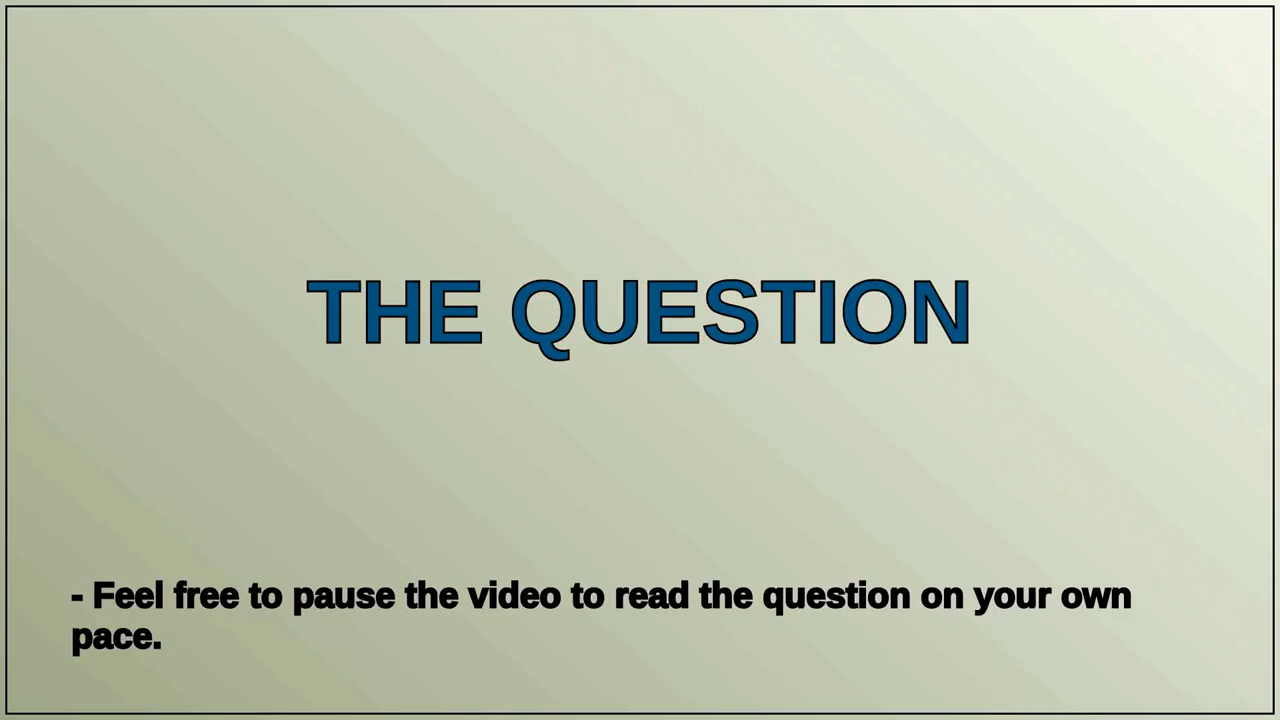 THE QUESTION
- Feel free to pause the video to read the question on your own
pace.